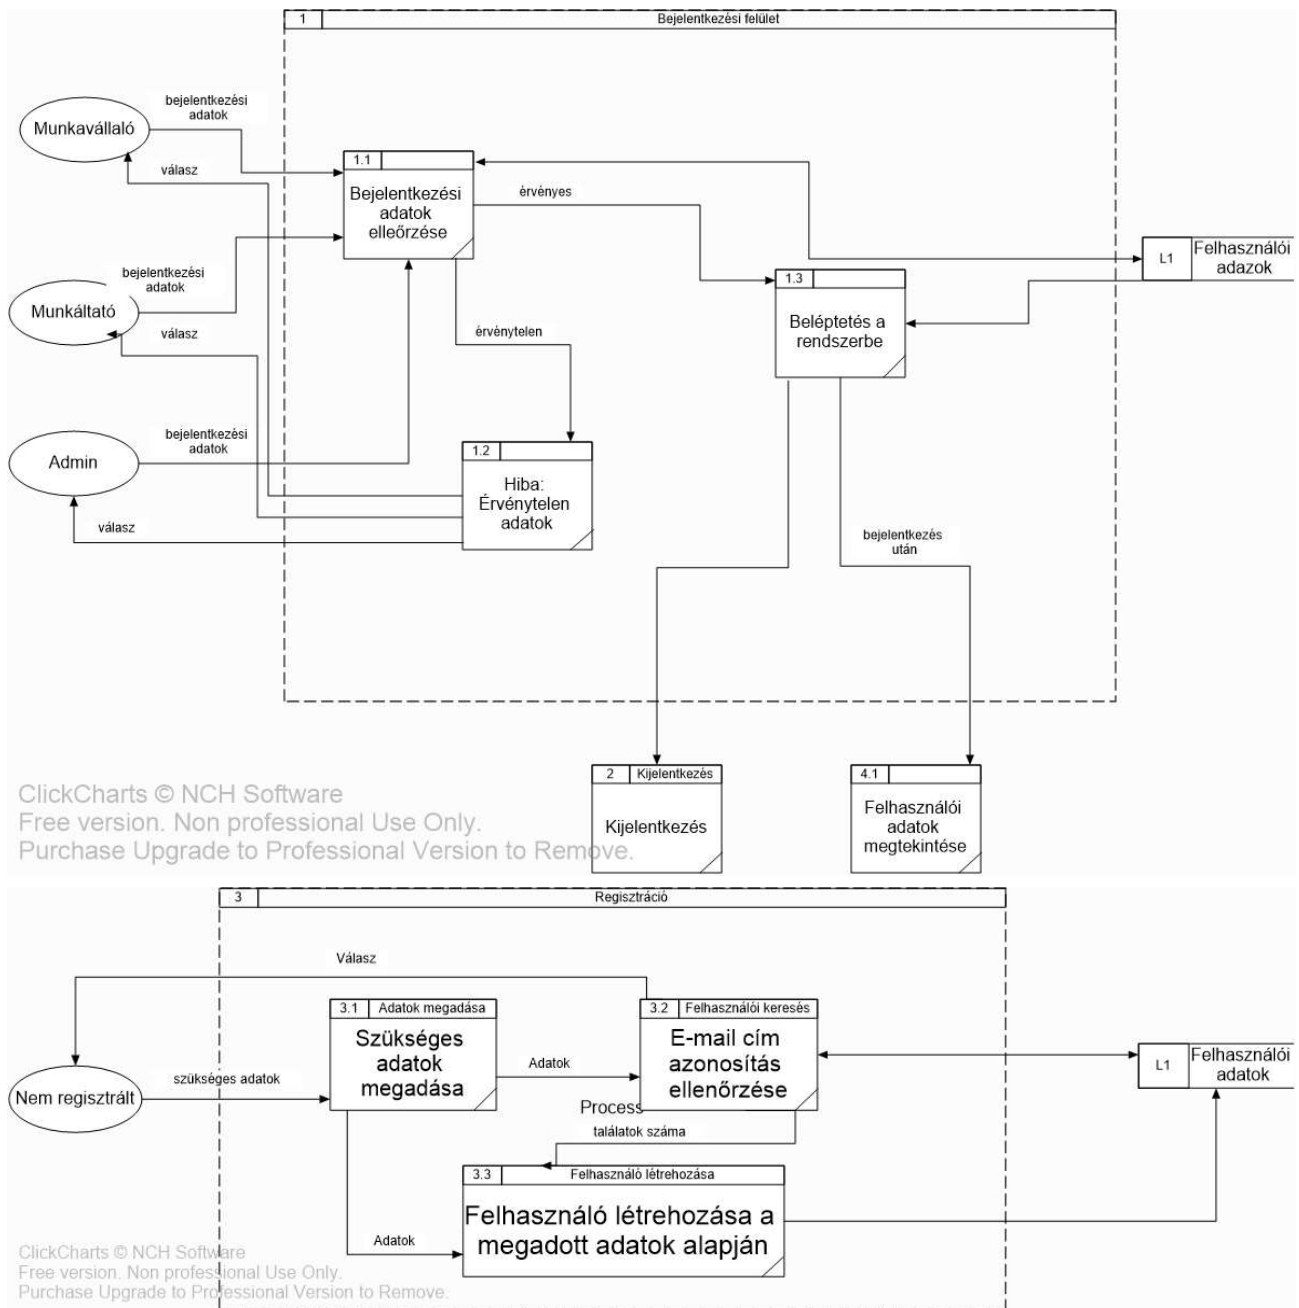 1 Bejelentkezési felület
bejelentkezési
adatok
Munkavállaló
válasz
1.1
Bejelentkezési
adatok
elleőrzése
érvényes
L1
Felhasználói
adazok
bejelentkezési
adatok
Munkáltató
válasz
1.3
Beléptetés a
rendszerbe
érvénytelen
bejelentkezési
adatok
Admin
válasz
1.2
Hiba:
Érvénytelen
adatok
bejelentkezés
után
2 Kijelentkezés
Kijelentkezés
4.1
Felhasználói
adatok
megtekintése
ClickCharts © NCH Software
Free version. Non professional Use Only.
Purchase Upgrade to Professional Version to Remove.
3 Regisztráció
Válasz
3.1 Adatok megadása
Szükséges
adatok
megadása
3.2 Felhasználói keresés
E-mail cím
azonosítás
ellenőrzése
Adatok
L1
Felhasználói
adatok
szükséges adatok
Nem regisztrált
Process
találatok száma
3.3 Felhasználó létrehozása
Felhasználó létrehozása a
megadott adatok alapján
Adatok
ClickCharts © NCH Software
Free version. Non professional Use Only.
Purchase Upgrade to Professional Version to Remove.